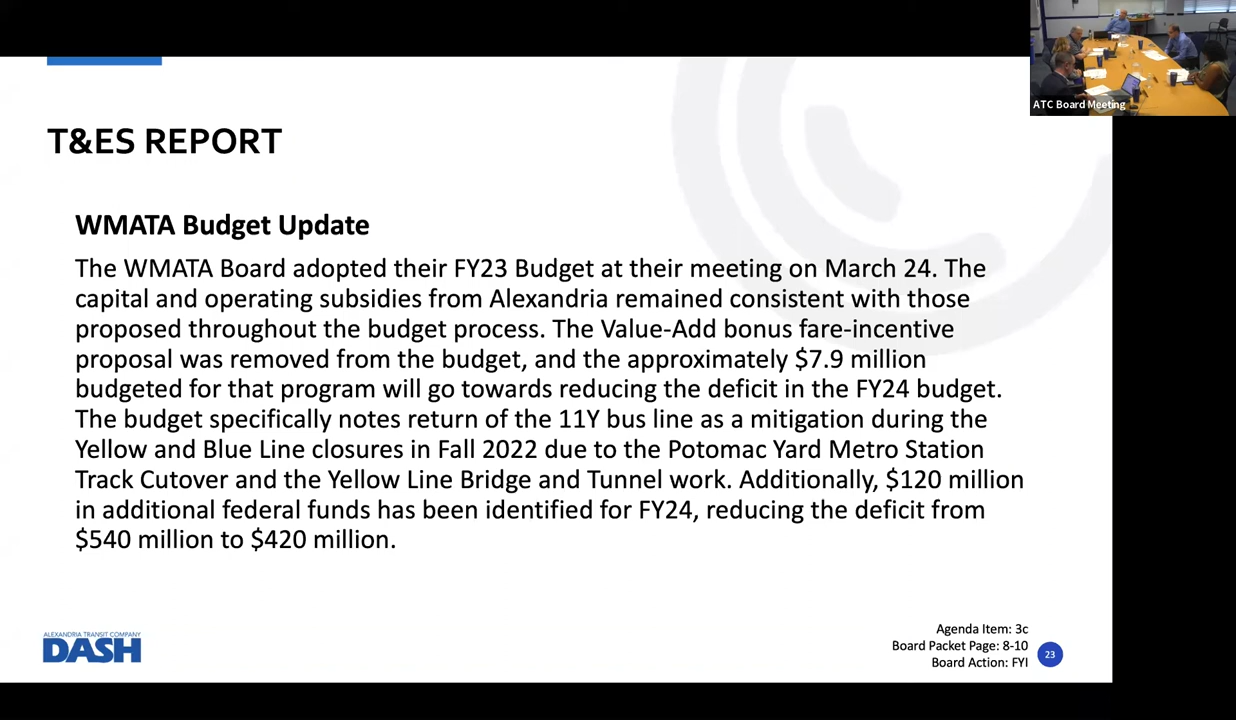 ATC Board Meeting
T&ES REPORT
WMATA Budget Update
The WMATA Board adopted their FY23 Budget at their meeting on March 24. The
capital and operating subsidies from Alexandria remained consistent with those
proposed throughout the budget process. The Value-Add bonus fare-incentive
proposal was removed from the budget, and the approximately $7.9 million
budgeted for that program will go towards reducing the deficit in the FY24 budget.
The budget specifically notes return of the 11Y bus line as a mitigation during the
Yellow and Blue Line closures in Fall 2022 due to the Potomac Yard Metro Station
Track Cutover and the Yellow Line Bridge and Tunnel work. Additionally, $120 million
in additional federal funds has been identified for FY24, reducing the deficit from
$540 million to $420 million.
ALEXANDRIA TRANSIT COMPANY
DASH
Agenda Item: 3c
Board Packet Page: 8-10
Board Action: FYI
23